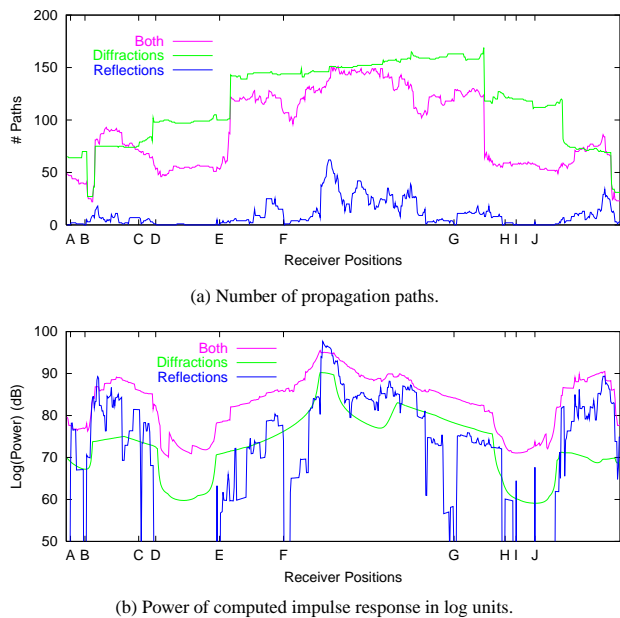 200
150
100
50
0
# Paths
Both
Diffractions
Reflections
A B C D E F G H I J
Receiver Positions
(a) Number of propagation paths.
100
90
80
70
60
50
Log(Power) (dB)
Both
Diffractions
Reflections
A B C D E F G H I J
Receiver Positions
(b) Power of computed impulse response in log units.